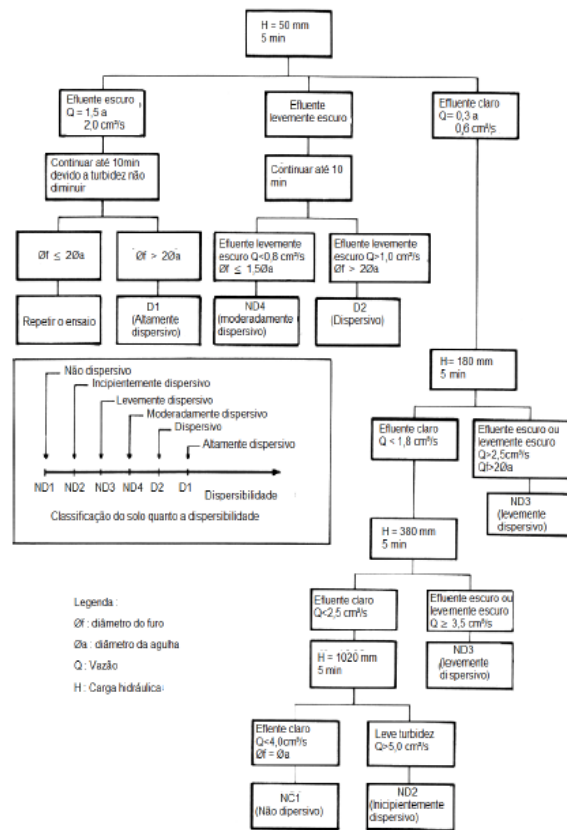 H = 50 mm
5 min
Efluente escuro
Q = 1,5 a
2,0 cm³/s
Efluente
levemente escuro
Efluente claro
Q= 0,3 a
0,6 cm³/s
Continuar até 10min
devido a turbidez não
diminuir
Continuar até 10
min
Øf ≤ 2Øa
Øf > 2Øa
Efluente levemente
escuro Q<0,8 cm³/s
Øf ≤ 1,5Øa
Efluente levemente
escuro Q>1,0 cm³/s
Øf > 2Øa
Repetir o ensaio
D1
(Altamente
dispersivo)
ND4
(moderadamente
dispersivo)
D2
(Dispersivo)
H= 180 mm
5 min
Não dispersivo
Incipientemente dispersivo
Levemente dispersivo
Moderadamente dispersivo
Dispersivo
Altamente dispersivo
ND1 ND2 ND3 ND4 D2 D1
Dispersibilidade
Classificação do solo quanto a dispersibilidade
Efluente claro
Q < 1,8 cm³/s
Efluente escuro ou
levemente escuro
Q>2,5cm³/s
Qf>2Øa
ND3
(levemente
dispersivo)
H = 380 mm
5 min
Legenda :
Øf : diâmetro do furo
Øa : diâmetro da agulha
Q : Vazão
H : Carga hidráulica
Efluente claro
Q<2,5 cm³/s
Efluente escuro ou
levemente escuro
Q ≥ 3,5 cm³/s
H = 1020 mm
5 min
ND3
(levemente
dispersivo)
Eflente claro
Q<4,0cm³/s
Øf = Øa
Leve turbidez
Q>5,0 cm³/s
NC1
(Não dipersivo)
ND2
(Inicipientemente
dispersivo)